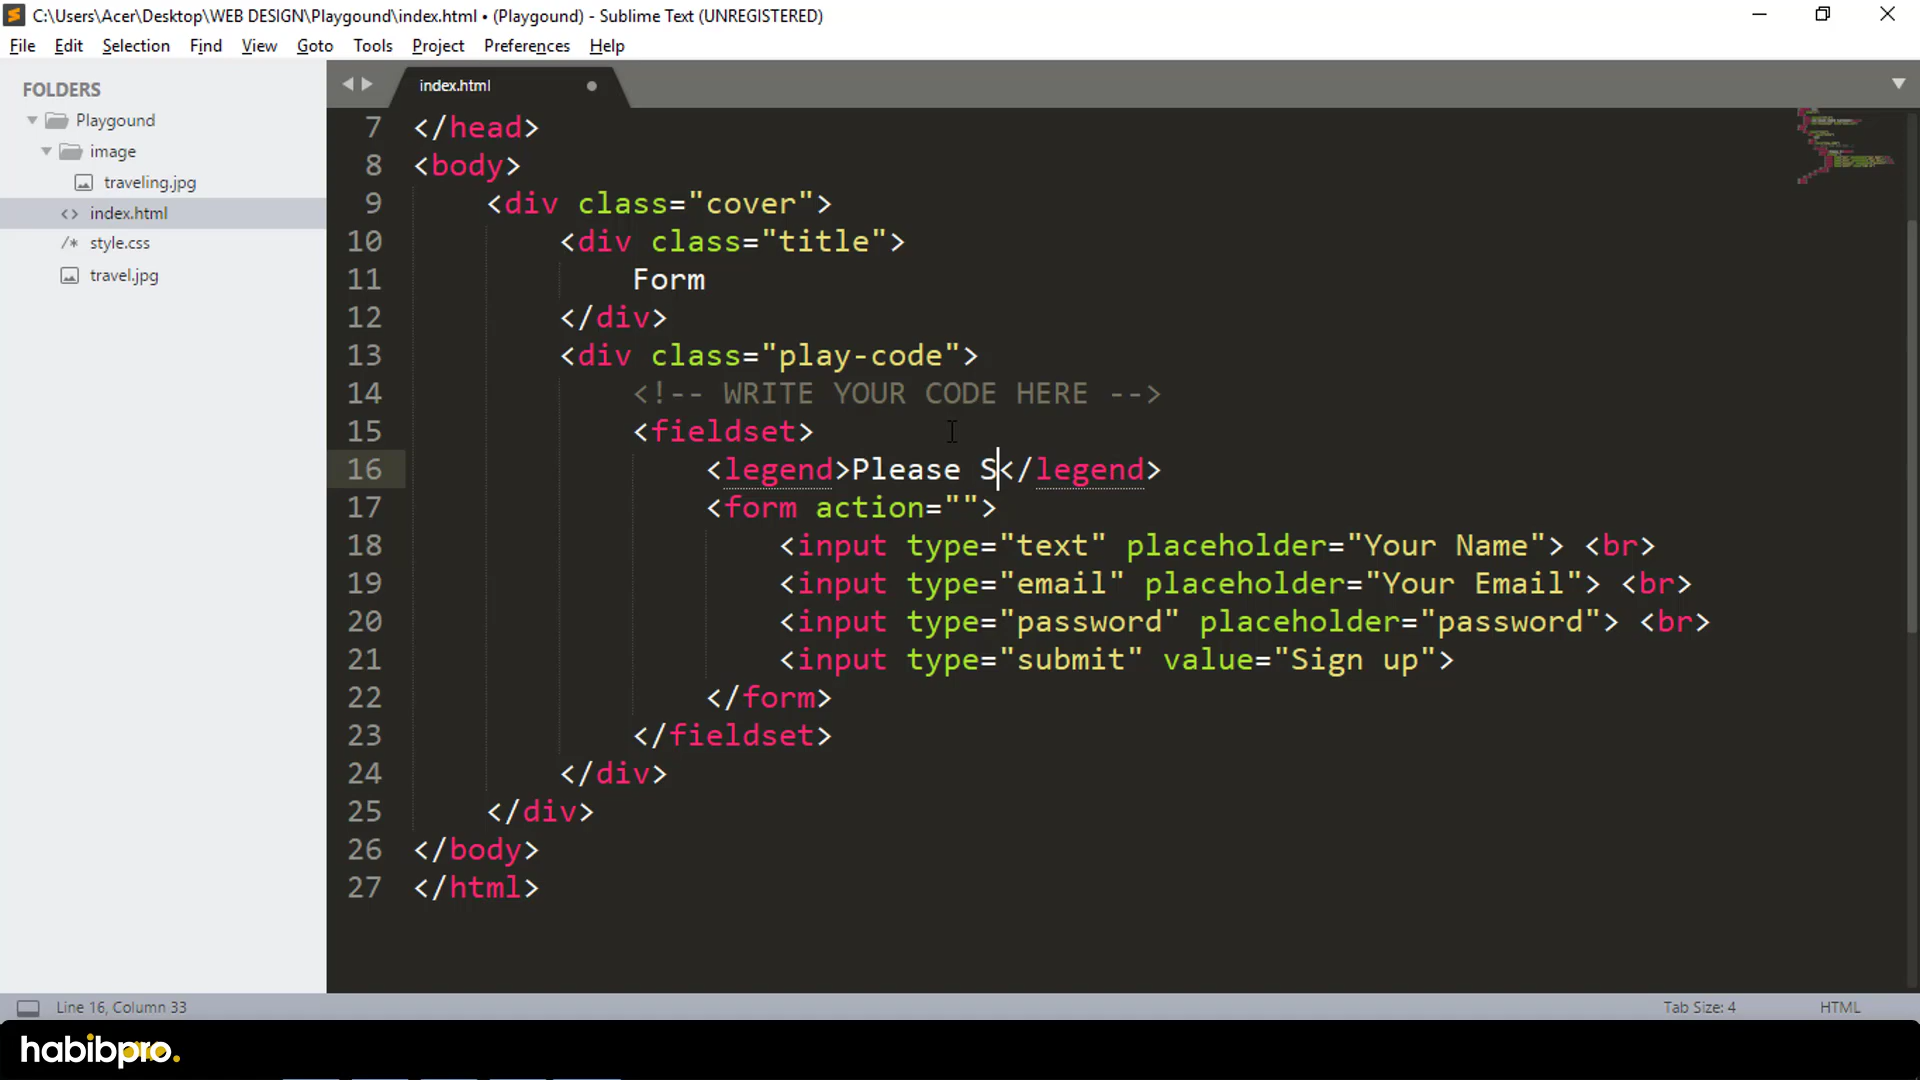 C:\Users\Acer\Desktop\WEB DESIGN\Playgound\index.html • (Playgound) - Sublime Text (UNREGISTERED)
File Edit Selection Find View Goto Tools Project Preferences Help
FOLDERS
Playgound
image
traveling.jpg
<> index.html
/* style.css
travel.jpg
index.html
7 </head>
8 <body>
9 <div class="cover">
10 <div class="title">
11 Form
12 </div>
13 <div class="play-code">
14 <!-- WRITE YOUR CODE HERE -->
15 <fieldset>
16 <legend>Please S</legend>
17 <form action="">
18 <input type="text" placeholder="Your Name"> <br>
19 <input type="email" placeholder="Your Email"> <br>
20 <input type="password" placeholder="password"> <br>
21 <input type="submit" value="Sign up">
22 </form>
23 </fieldset>
24 </div>
25 </div>
26 </body>
27 </html>
Line 16, Column 33
Tab Size: 4
HTML
habibpro.